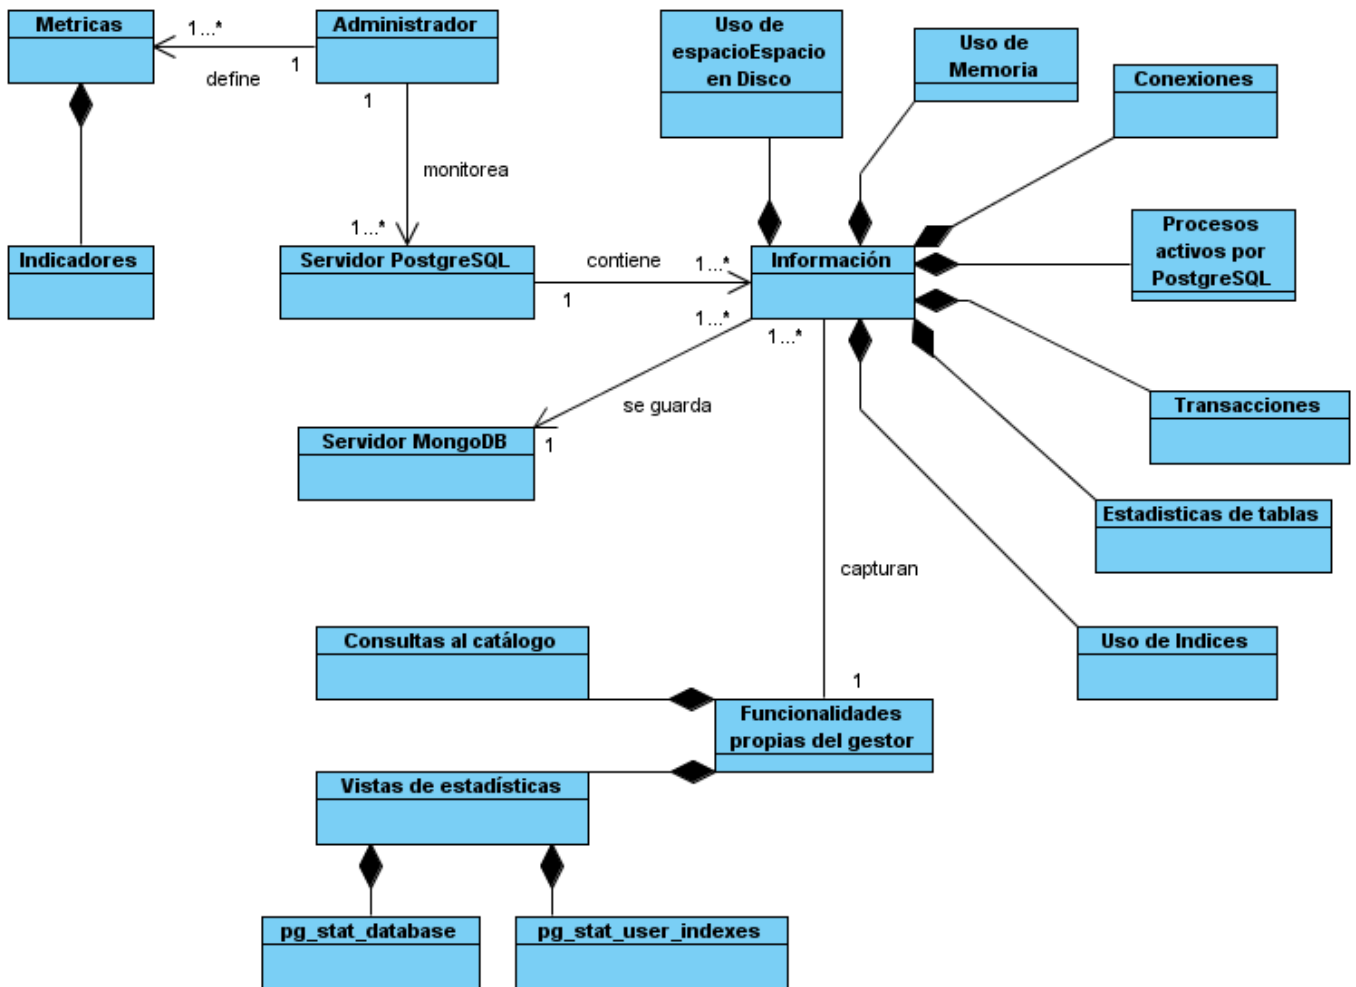 Metricas
1...*
1
define
Administrador
1
monitorea
1...*
Uso de
espacioEspacio
en Disco
Uso de
Memoria
Conexiones
Procesos
activos por
PostgreSQL
Indicadores
Servidor PostgreSQL
contiene
1
1...*
Información
1...*
1...*
se guarda
1
Servidor MongoDB
Transacciones
Estadisticas de tablas
capturan
1
Uso de Indices
Consultas al catálogo
Funcionalidades
propias del gestor
Vistas de estadísticas
pg_stat_database
pg_stat_user_indexes